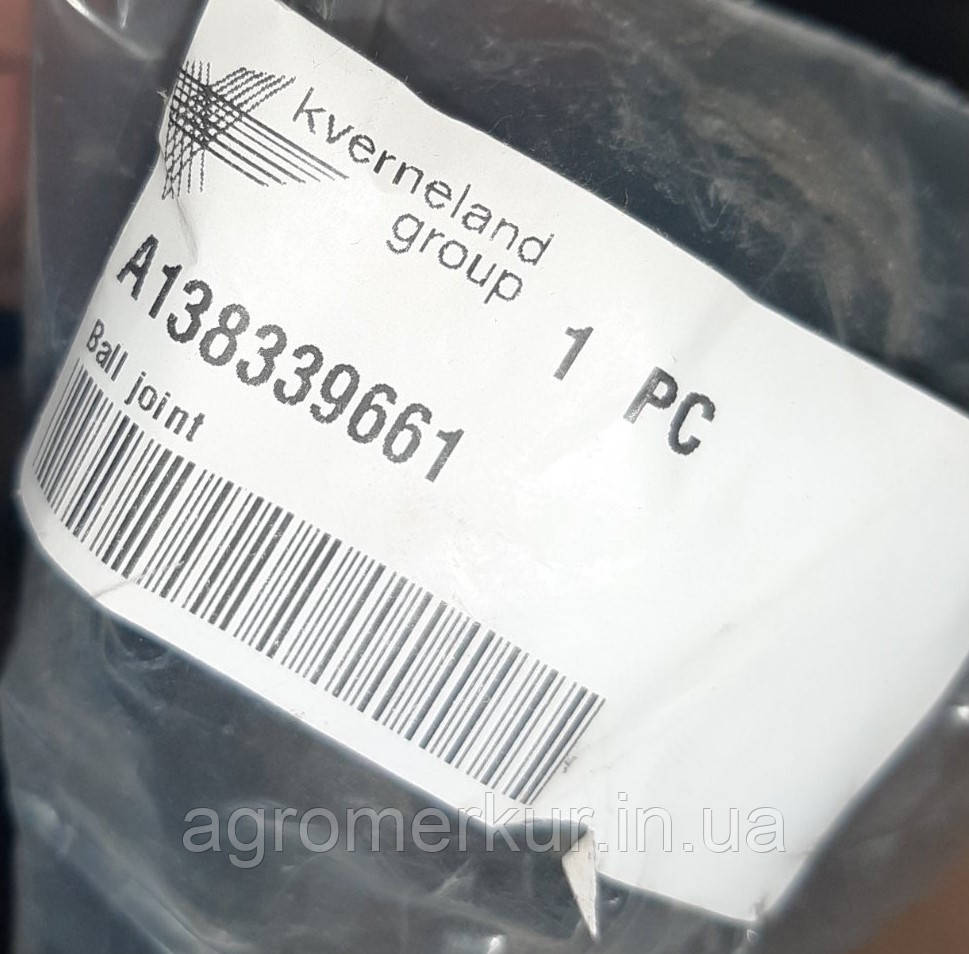 kverneland
group
A138339661
1 PC
Ball joint
agromerkur.in.ua